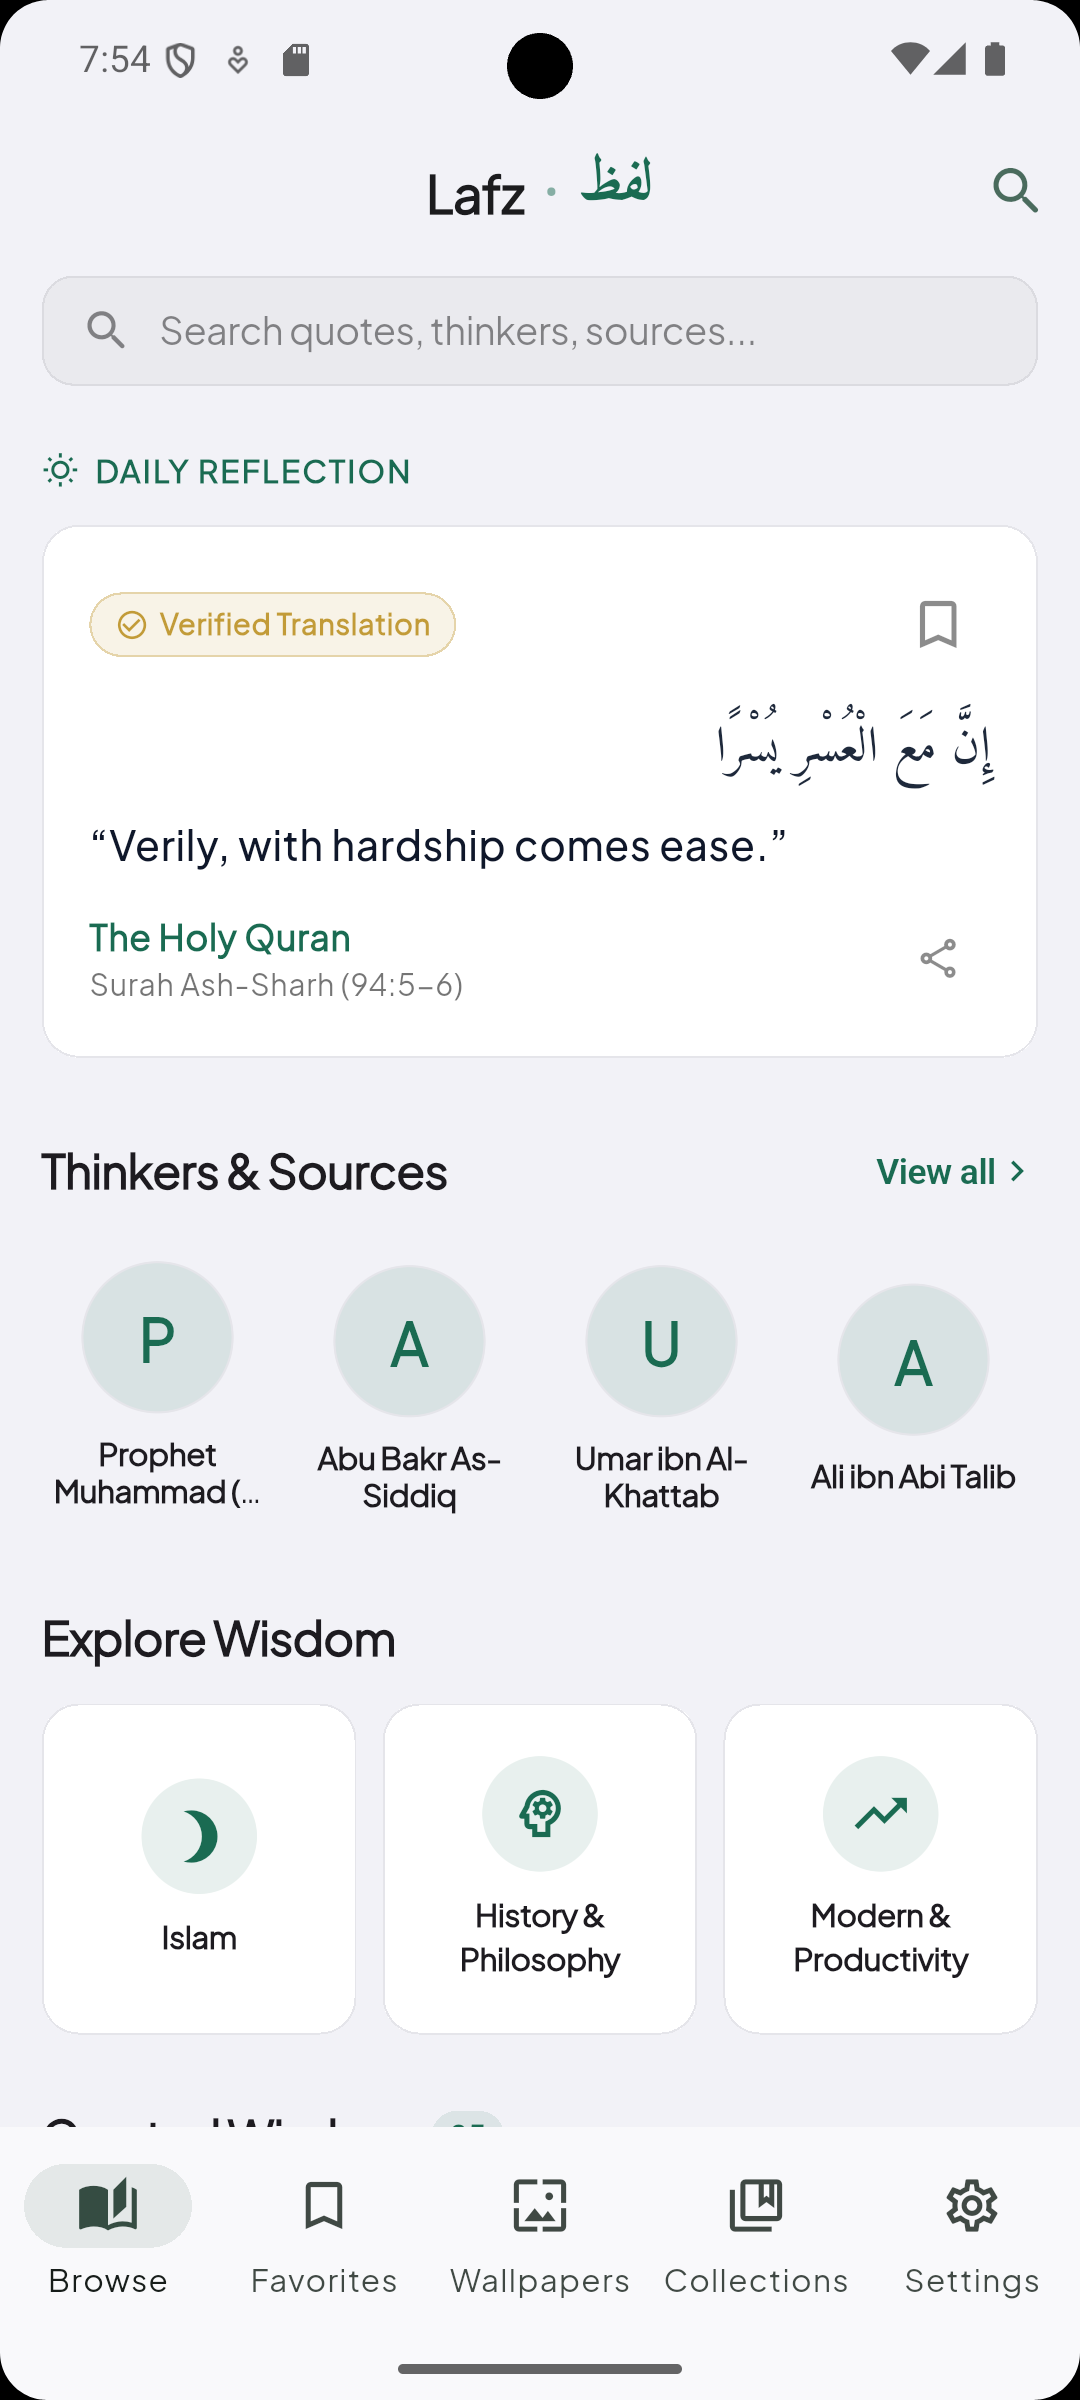 7:54
Lafz · لفظ
Search quotes, thinkers, sources...
DAILY REFLECTION
Verified Translation
إِنَّ مَعَ الْعُسْرِ يُسْرًا
“Verily, with hardship comes ease.”
The Holy Quran
Surah Ash-Sharh (94:5–6)
Thinkers & Sources
View all
P
A
U
A
Prophet
Muhammad (...
Abu Bakr As-
Siddiq
Umar ibn Al-
Khattab
Ali ibn Abi Talib
Explore Wisdom
Islam
History &
Philosophy
Modern &
Productivity
Browse
Favorites
Wallpapers
Collections
Settings